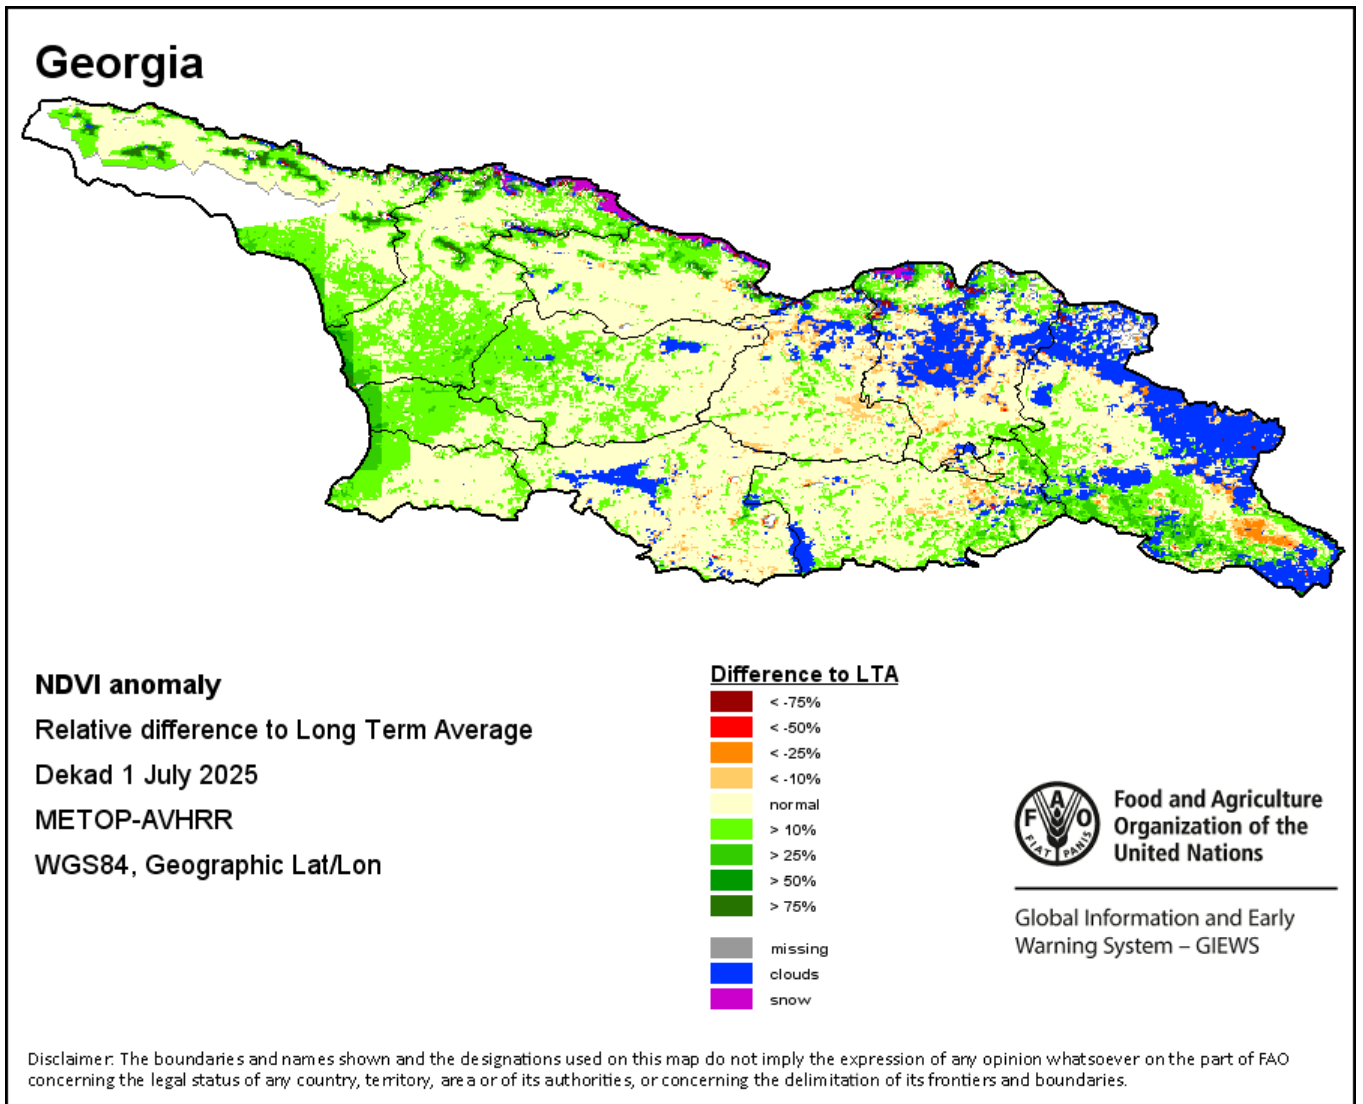 Georgia
NDVI anomaly
Relative difference to Long Term Average
Dekad 1 July 2025
METOP-AVHRR
WGS84, Geographic Lat/Lon
Difference to LTA
< -75%
< -50%
< -25%
< -10%
normal
> 10%
> 25%
> 50%
> 75%
missing
clouds
snow
F A O
FIAT PANIS
Food and Agriculture
Organization of the
United Nations
Global Information and Early
Warning System – GIEWS
Disclaimer: The boundaries and names shown and the designations used on this map do not imply the expression of any opinion whatsoever on the part of FAO
concerning the legal status of any country, territory, area or of its authorities, or concerning the delimitation of its frontiers and boundaries.